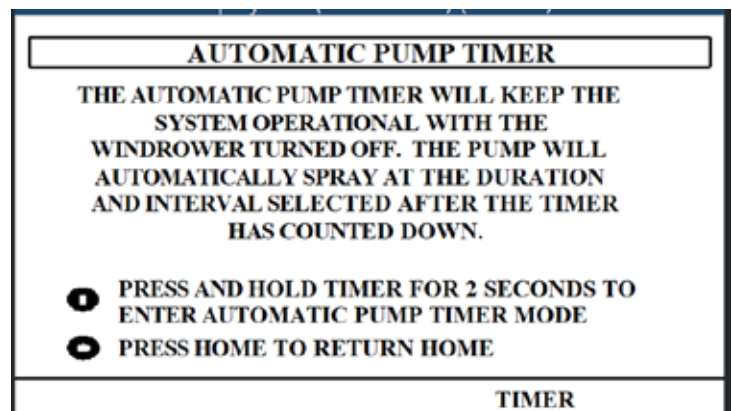 AUTOMATIC PUMP TIMER
THE AUTOMATIC PUMP TIMER WILL KEEP THE
SYSTEM OPERATIONAL WITH THE
WINDROWER TURNED OFF. THE PUMP WILL
AUTOMATICALLY SPRAY AT THE DURATION
AND INTERVAL SELECTED AFTER THE TIMER
HAS COUNTED DOWN.
PRESS AND HOLD TIMER FOR 2 SECONDS TO
ENTER AUTOMATIC PUMP TIMER MODE
PRESS HOME TO RETURN HOME
TIMER